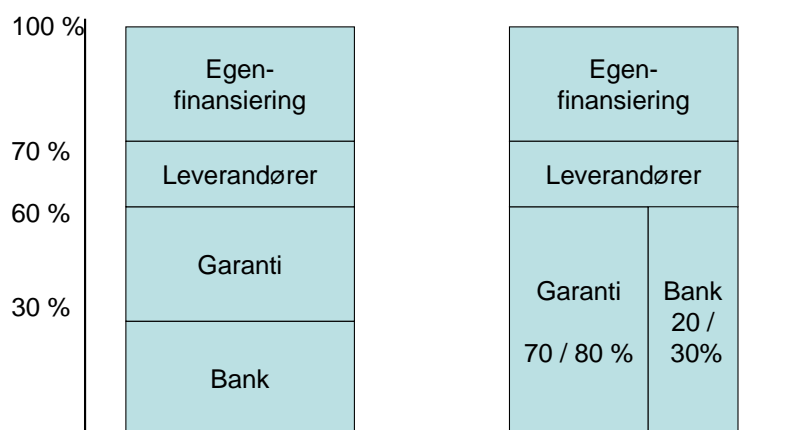 100 %
70 %
60 %
30 %
Egen-
finansiering
Leverandører
Garanti
Bank
Egen-
finansiering
Leverandører
Garanti
70 / 80 %
Bank
20 /
30%